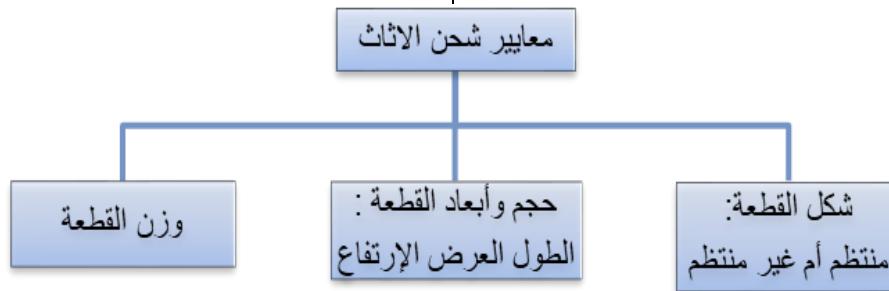 معايير شحن الاثاث
شكل القطعة:
منتظم أم غير منتظم
حجم وأبعاد القطعة :
الطول العرض الإرتفاع
وزن القطعة